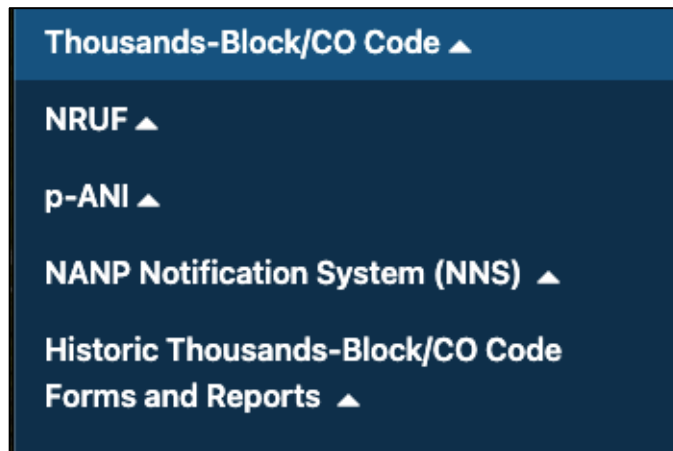 Thousands-Block/CO Code
NRUF
p-ANI
NANP Notification System (NNS)
Historic Thousands-Block/CO Code
Forms and Reports